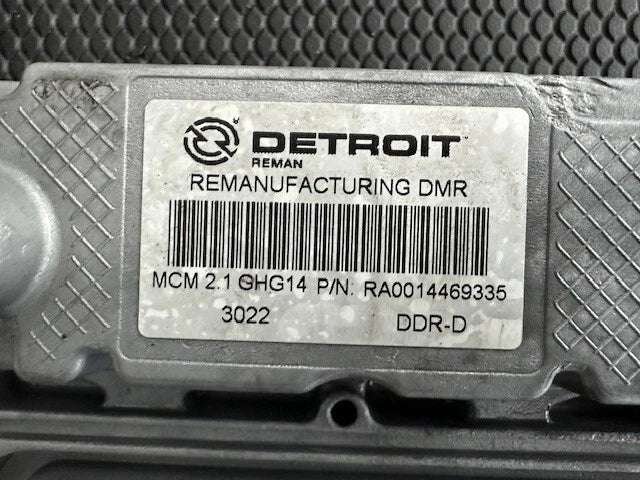 DETROIT
REMAN
REMANUFACTURING DMR
MCM 2.1 GHG14 P/N: RA0014469335
3022 DDR-D